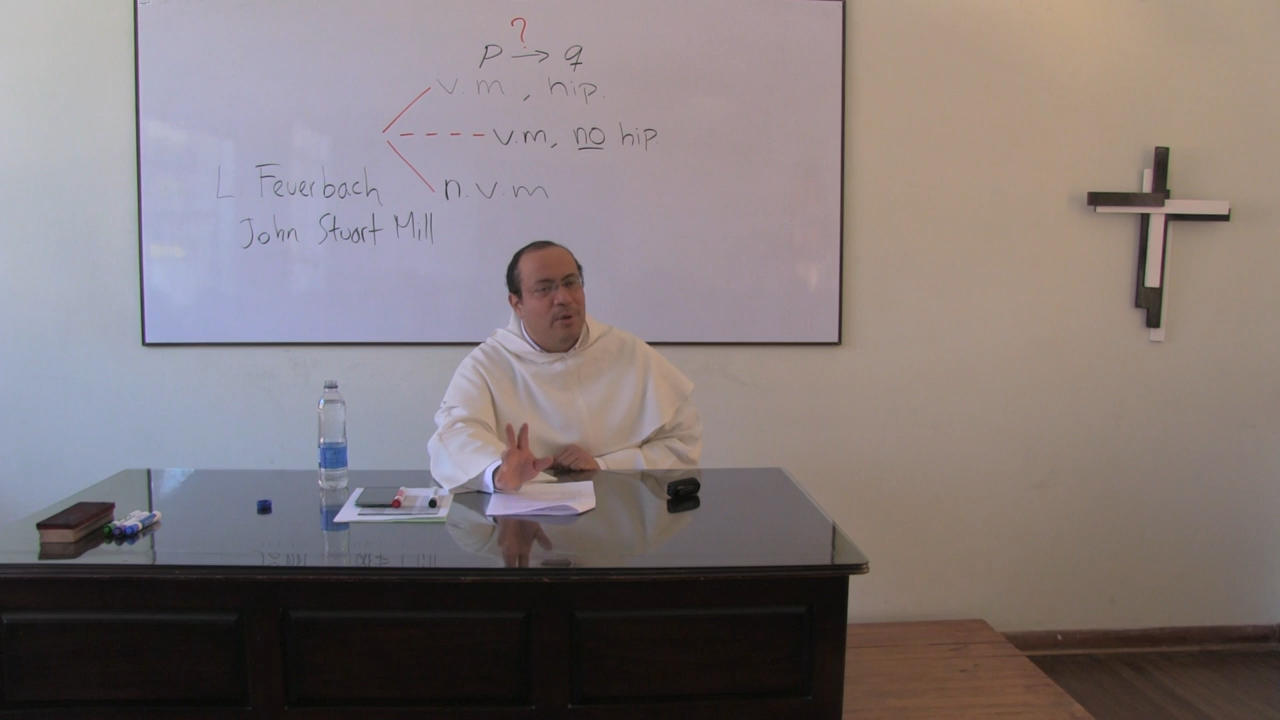 ?
p → q
v.m, hip.
v.m, no hip
L Feuerbach
n.v.m
John Stuart Mill